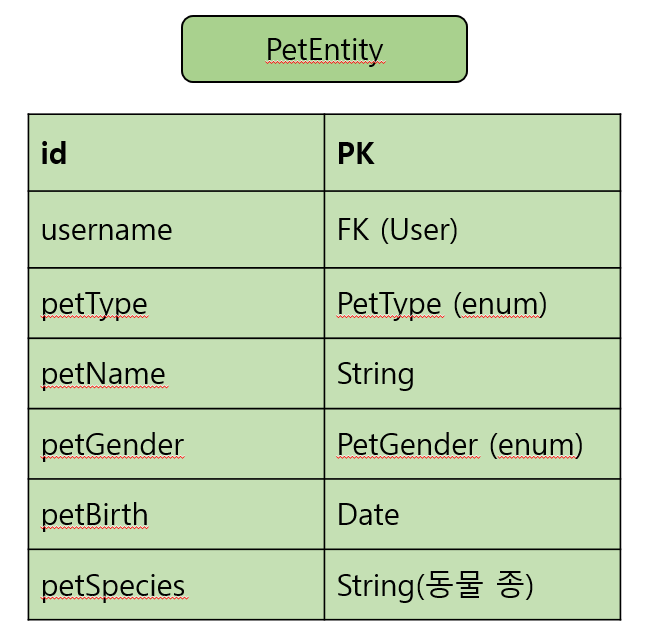 PetEntity
id PK
username FK (User)
petType PetType (enum)
petName String
petGender PetGender (enum)
petBirth Date
petSpecies String(동물 종)